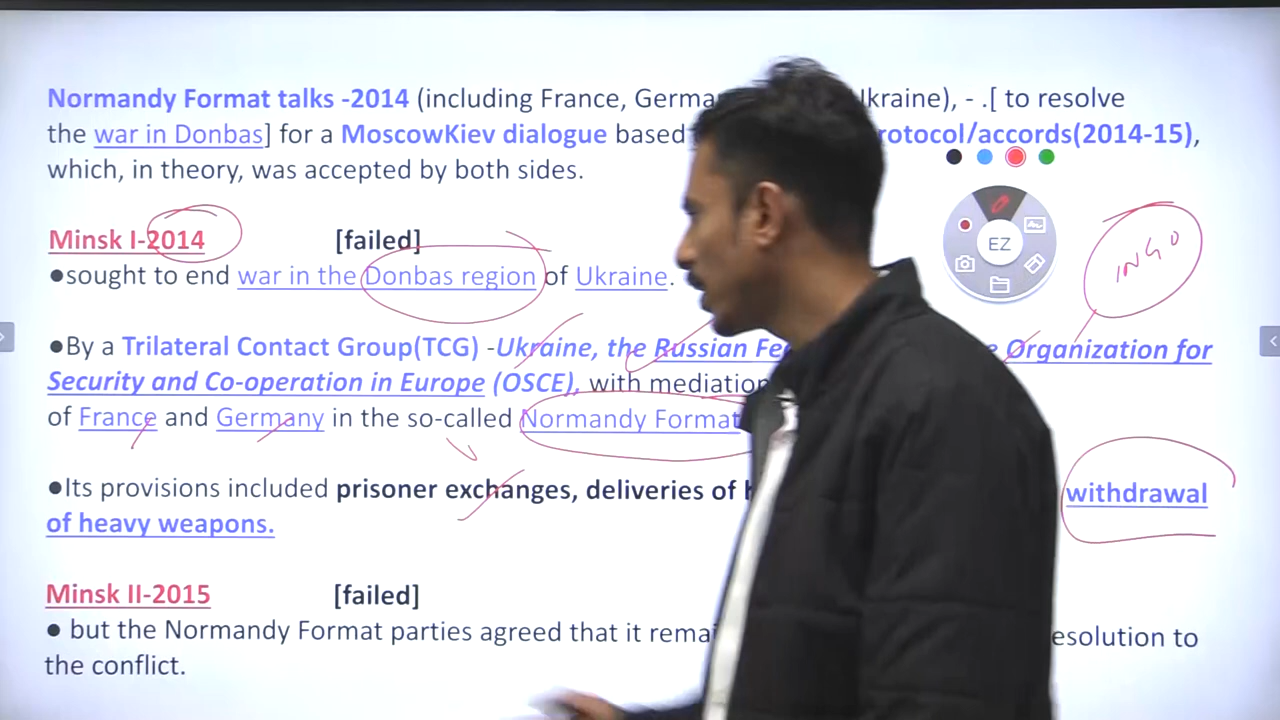 Normandy Format talks -2014 (including France, Germa kraine), - .[ to resolve
the war in Donbas] for a MoscowKiev dialogue based rotocol/accords(2014-15),
which, in theory, was accepted by both sides.
Minsk I-2014 [failed]
●sought to end war in the Donbas region of Ukraine.
EZ
INGO
●By a Trilateral Contact Group(TCG) -Ukraine, the Russian Fe e Organization for
Security and Co-operation in Europe (OSCE), with mediation
of France and Germany in the so-called Normandy Format
●Its provisions included prisoner exchanges, deliveries of h withdrawal
of heavy weapons.
Minsk II-2015 [failed]
● but the Normandy Format parties agreed that it remai esolution to
the conflict.